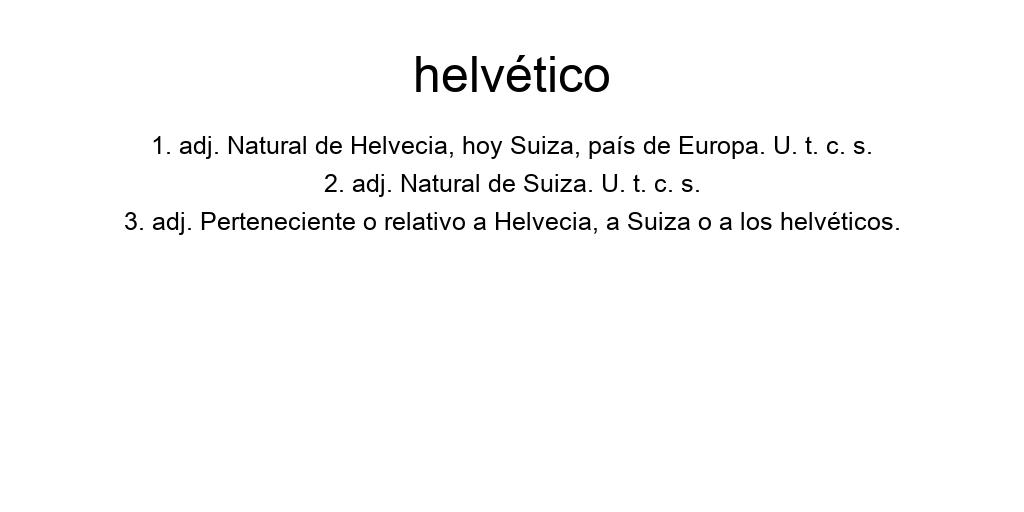 helvético
1. adj. Natural de Helvecia, hoy Suiza, país de Europa. U. t. c. s.
2. adj. Natural de Suiza. U. t. c. s.
3. adj. Perteneciente o relativo a Helvecia, a Suiza o a los helvéticos.